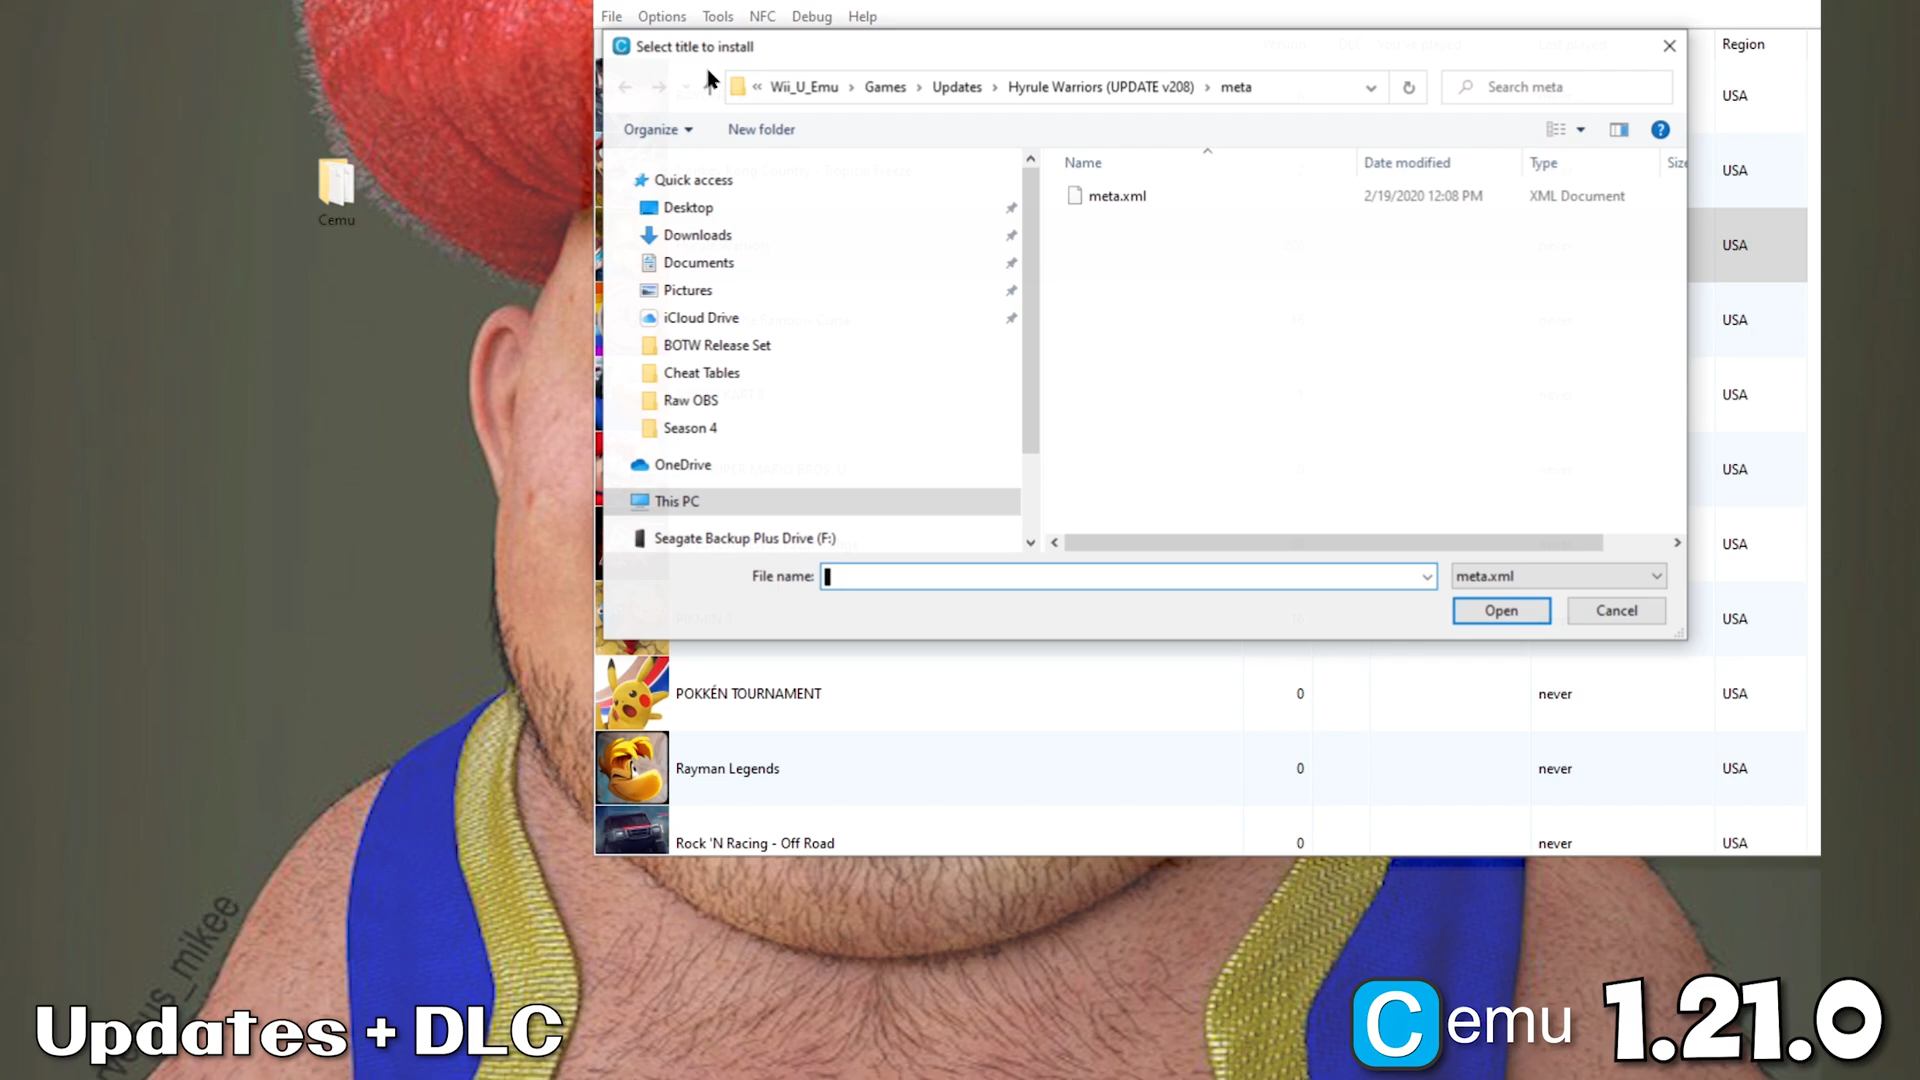 File Options Tools NFC Debug Help
Select title to install
Region
« Wii_U_Emu > Games > Updates > Hyrule Warriors (UPDATE v208) > meta
Search meta
USA
Organize New folder
Name Date modified Type Size
meta.xml 2/19/2020 12:08 PM XML Document
USA
Quick access
Desktop
Downloads
Documents
Pictures
iCloud Drive
BOTW Release Set
Cheat Tables
Raw OBS
Season 4
OneDrive
This PC
Seagate Backup Plus Drive (F:)
USA
USA
USA
USA
USA
File name: meta.xml
Open Cancel
USA
POKKÉN TOURNAMENT 0 never USA
Rayman Legends 0 never USA
Rock 'N Racing - Off Road 0 never USA
Cemu
Updates + DLC
Cemu 1.21.0